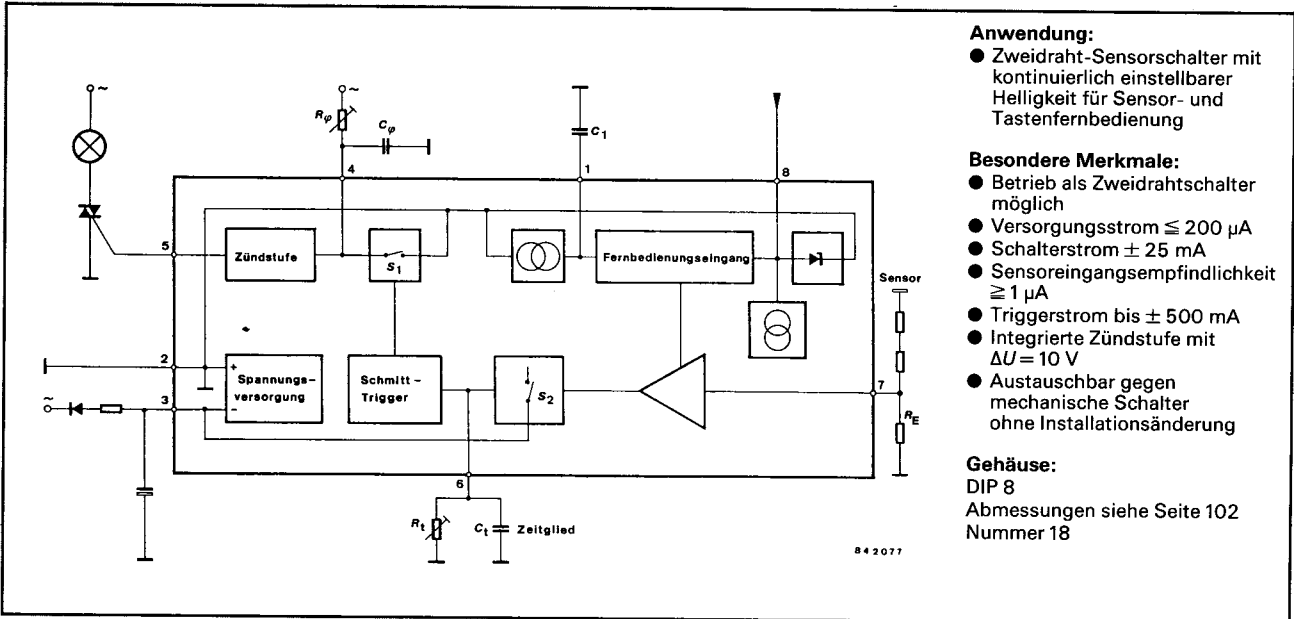 Anwendung:
● Zweidraht-Sensorschalter mit
kontinuierlich einstellbarer
Helligkeit für Sensor- und
Tastenfernbedienung
Besondere Merkmale:
● Betrieb als Zweidrahtschalter
möglich
● Versorgungsstrom ≦ 200 µA
● Schalterstrom ± 25 mA
● Sensoreingangsempfindlichkeit
≧ 1 µA
● Triggerstrom bis ± 500 mA
● Integrierte Zündstufe mit
ΔU = 10 V
● Austauschbar gegen
mechanische Schalter
ohne Installationsänderung
Gehäuse:
DIP 8
Abmessungen siehe Seite 102
Nummer 18
~
~
Rφ
Cφ
C1
4
1
8
5
Zündstufe
S1
Fernbedienungseingang
Sensor
2
+
Spannungs-
versorgung
−
3
~
Schmitt-
Trigger
S2
7
RE
6
Rt
Ct
Zeitglied
842077